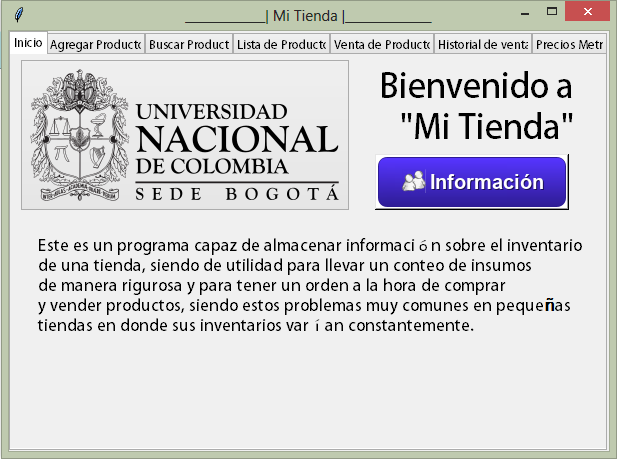 ____________| Mi Tienda |_____________
Inicio Agregar Producto Buscar Product Lista de Producto Venta de Producto Historial de venta Precios Metr
UNIVERSIDAD
NACIONAL
DE COLOMBIA
SEDE BOGOTÁ
Bienvenido a
"Mi Tienda"
Información
Este es un programa capaz de almacenar informaci ó n sobre el inventario
de una tienda, siendo de utilidad para llevar un conteo de insumos
de manera rigurosa y para tener un orden a la hora de comprar
y vender productos, siendo estos problemas muy comunes en pequeñas
tiendas en donde sus inventarios var í an constantemente.